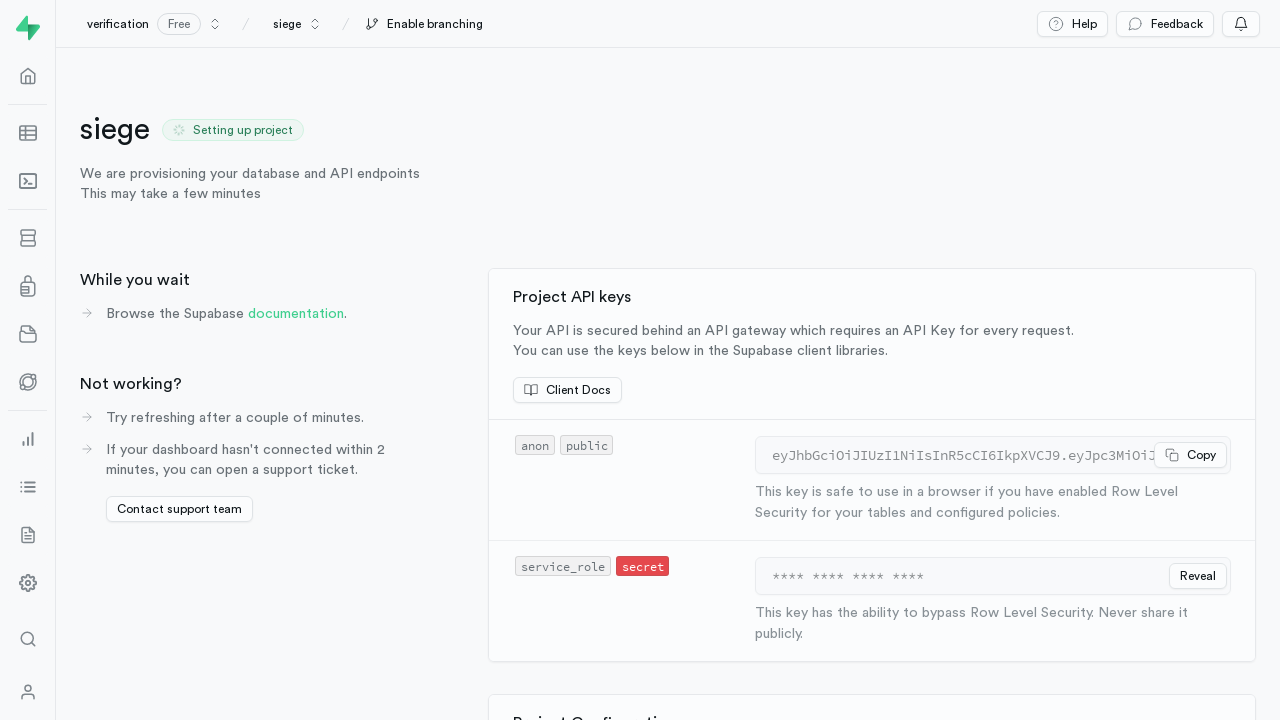 verification Free / siege / Enable branching
Help Feedback
siege Setting up project
We are provisioning your database and API endpoints
This may take a few minutes
While you wait
Browse the Supabase documentation.
Not working?
Try refreshing after a couple of minutes.
If your dashboard hasn't connected within 2
minutes, you can open a support ticket.
Contact support team
Project API keys
Your API is secured behind an API gateway which requires an API Key for every request.
You can use the keys below in the Supabase client libraries.
Client Docs
anon public
eyJhbGciOiJIUzI1NiIsInR5cCI6IkpXVCJ9.eyJpc3MiOiJ Copy
This key is safe to use in a browser if you have enabled Row Level
Security for your tables and configured policies.
service_role secret
**** **** **** **** Reveal
This key has the ability to bypass Row Level Security. Never share it
publicly.